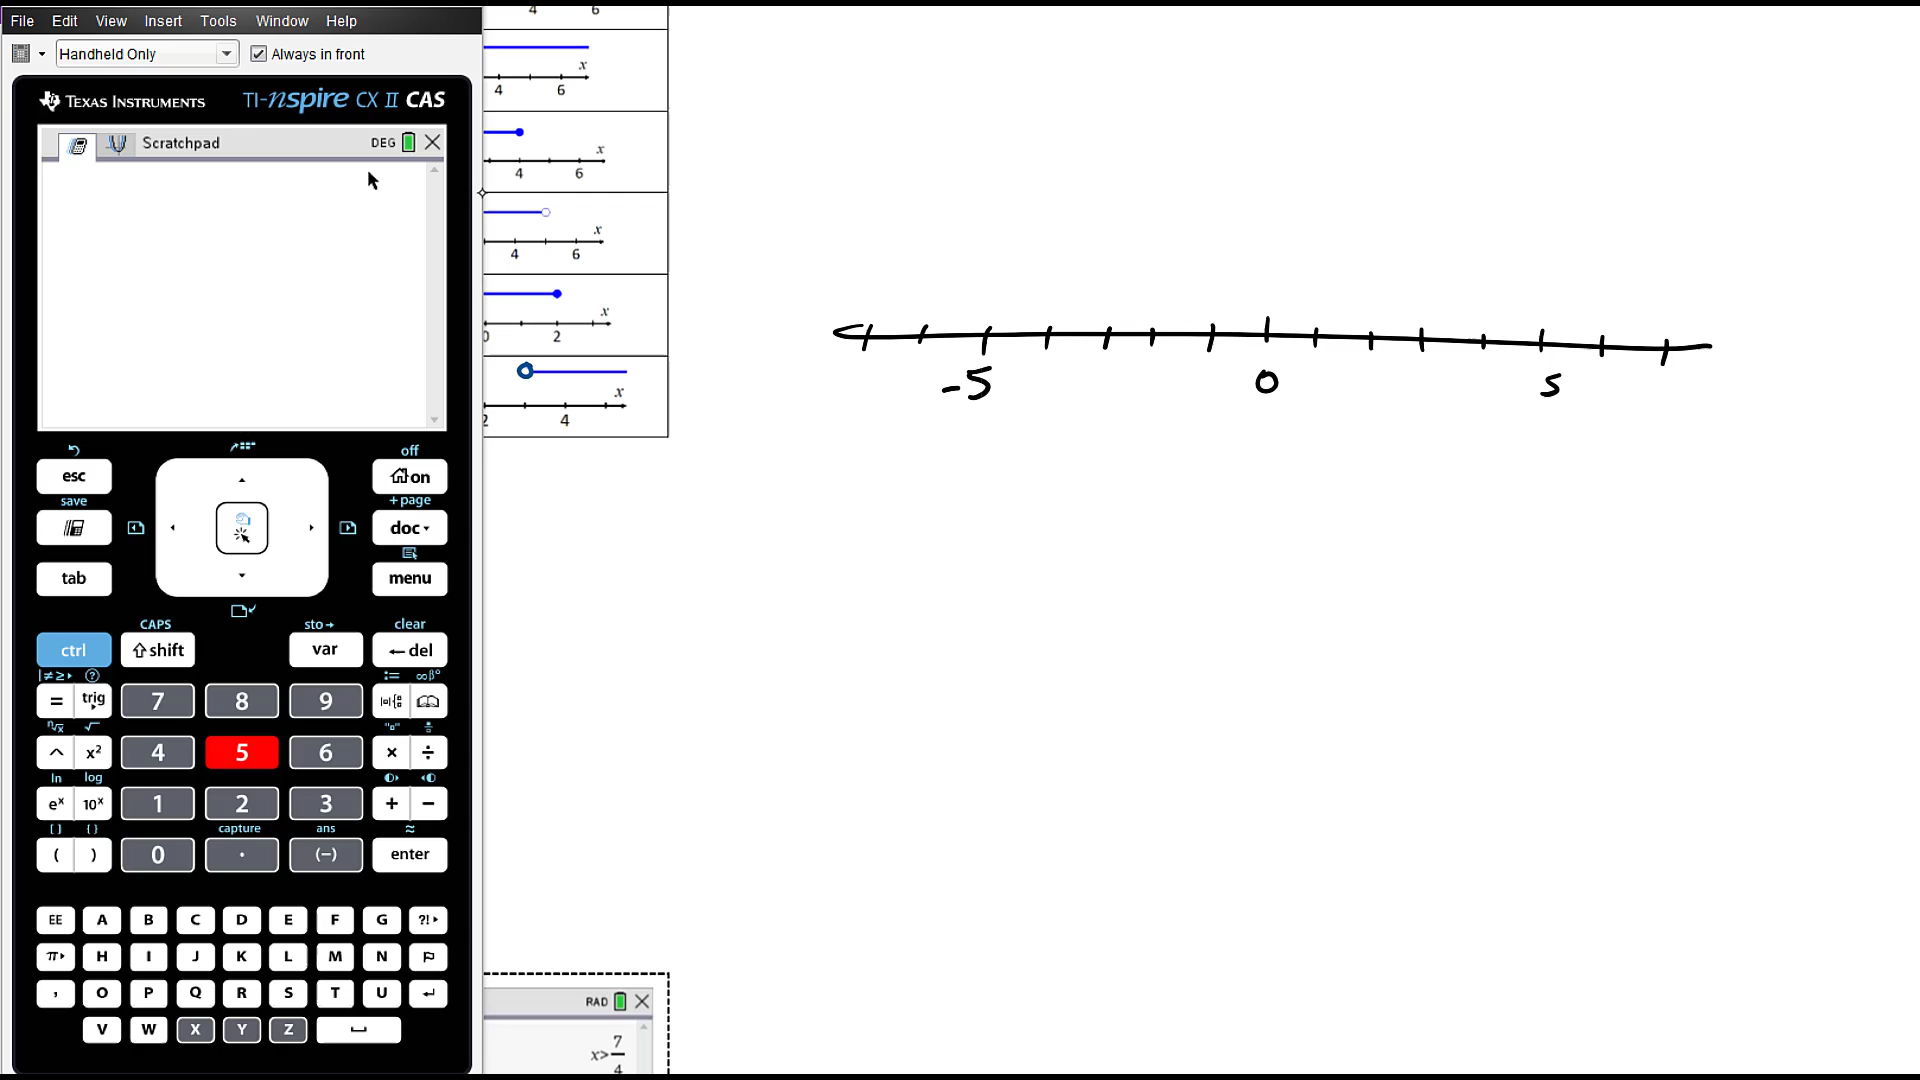 File Edit View Insert Tools Window Help
Handheld Only Always in front
TEXAS INSTRUMENTS TI-nspire CX II CAS
Scratchpad DEG
esc
off
on
save
+ page
doc
tab
menu
CAPS sto→ clear
ctrl shift var ← del
|≠≥▸ ? := ∞β°
= trig 7 8 9
ⁿ√x √ "□"
^ x² 4 5 6 × ÷
ln log
eˣ 10ˣ 1 2 3 + −
[ ] { } capture ans ≈
( ) 0 . (−) enter
EE A B C D E F G ?!▸
π▸ H I J K L M N
, O P Q R S T U ↵
V W X Y Z
4 6
x
4 6
x
4 6
x
4 6
x
0 2
x
2 4
RAD
x>7/4
-5 0 5